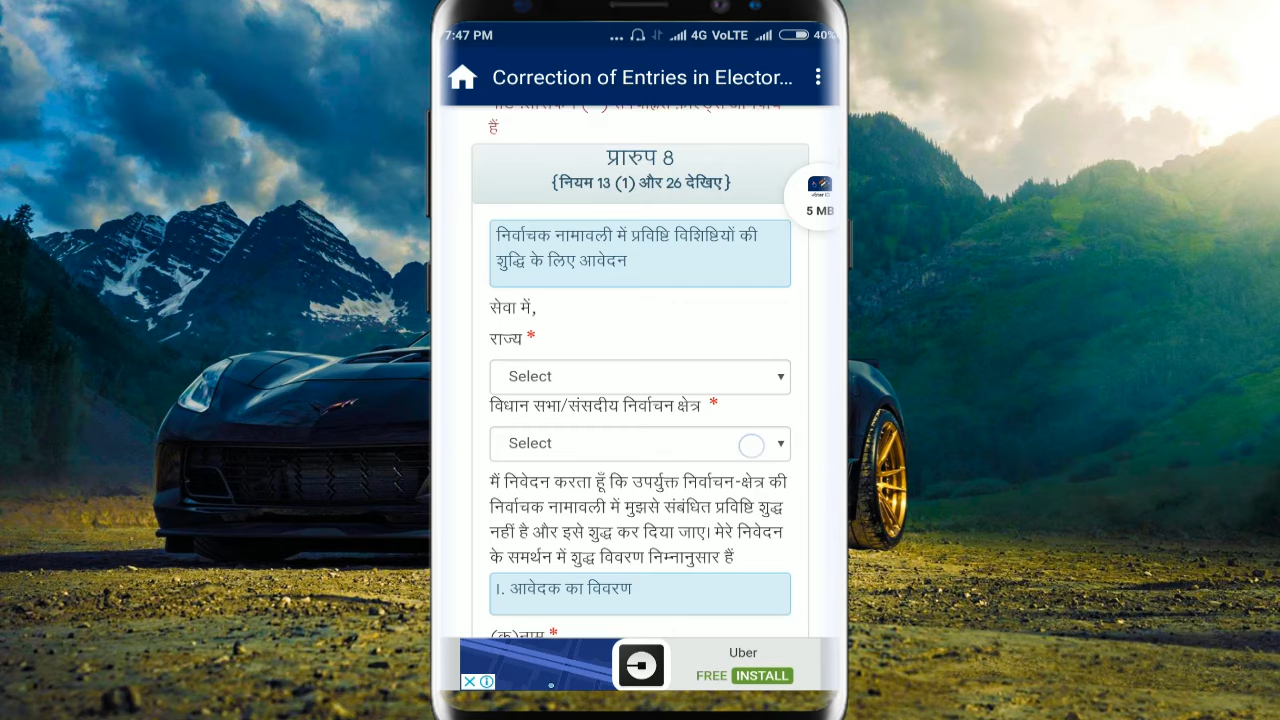 7:47 PM
... 4G VoLTE 40%
Correction of Entries in Elector...
हैं
प्रारुप 8
{नियम 13 (1) और 26 देखिए}
5 MB
निर्वाचक नामावली में प्रविष्टि विशिष्टियों की
शुद्धि के लिए आवेदन
सेवा में,
राज्य *
Select
विधान सभा/संसदीय निर्वाचन क्षेत्र *
Select
मैं निवेदन करता हूँ कि उपर्युक्त निर्वाचन-क्षेत्र की
निर्वाचक नामावली में मुझसे संबंधित प्रविष्टि शुद्ध
नहीं है और इसे शुद्ध कर दिया जाए। मेरे निवेदन
के समर्थन में शुद्ध विवरण निम्नानुसार हैं
I. आवेदक का विवरण
(क)नाम *
Uber
FREE INSTALL